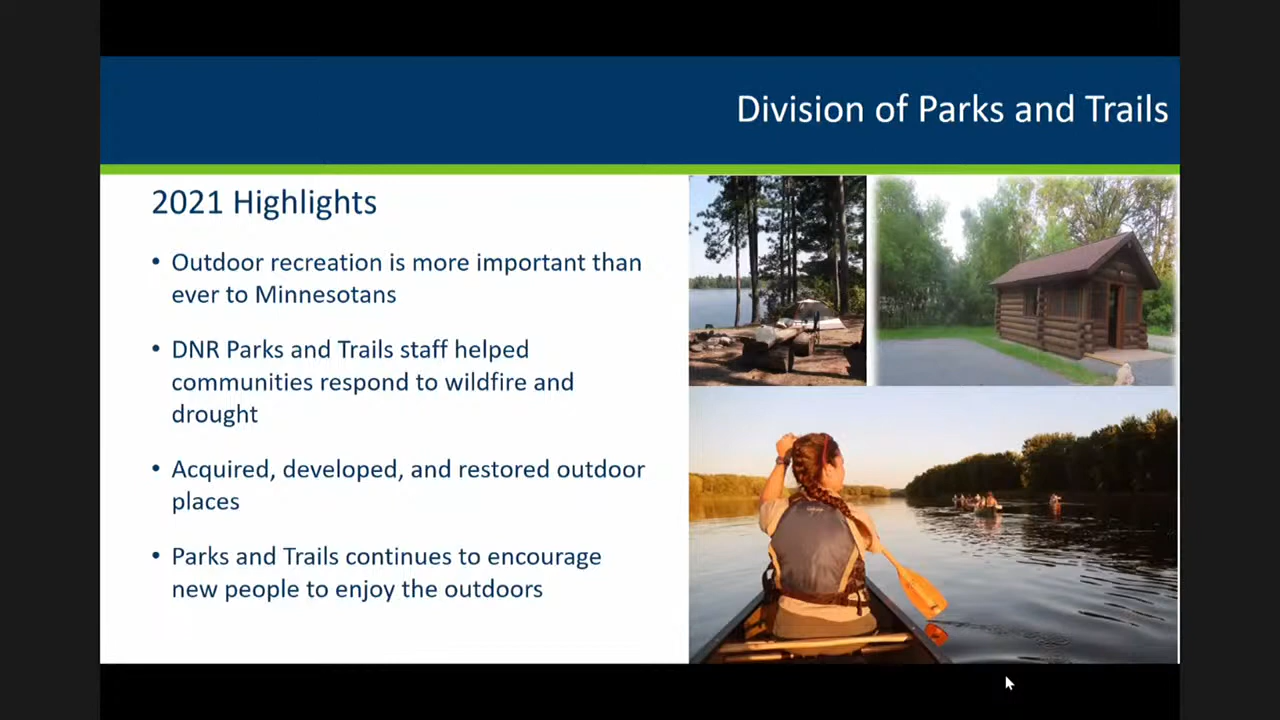 Division of Parks and Trails
2021 Highlights
• Outdoor recreation is more important than
ever to Minnesotans
• DNR Parks and Trails staff helped
communities respond to wildfire and
drought
• Acquired, developed, and restored outdoor
places
• Parks and Trails continues to encourage
new people to enjoy the outdoors